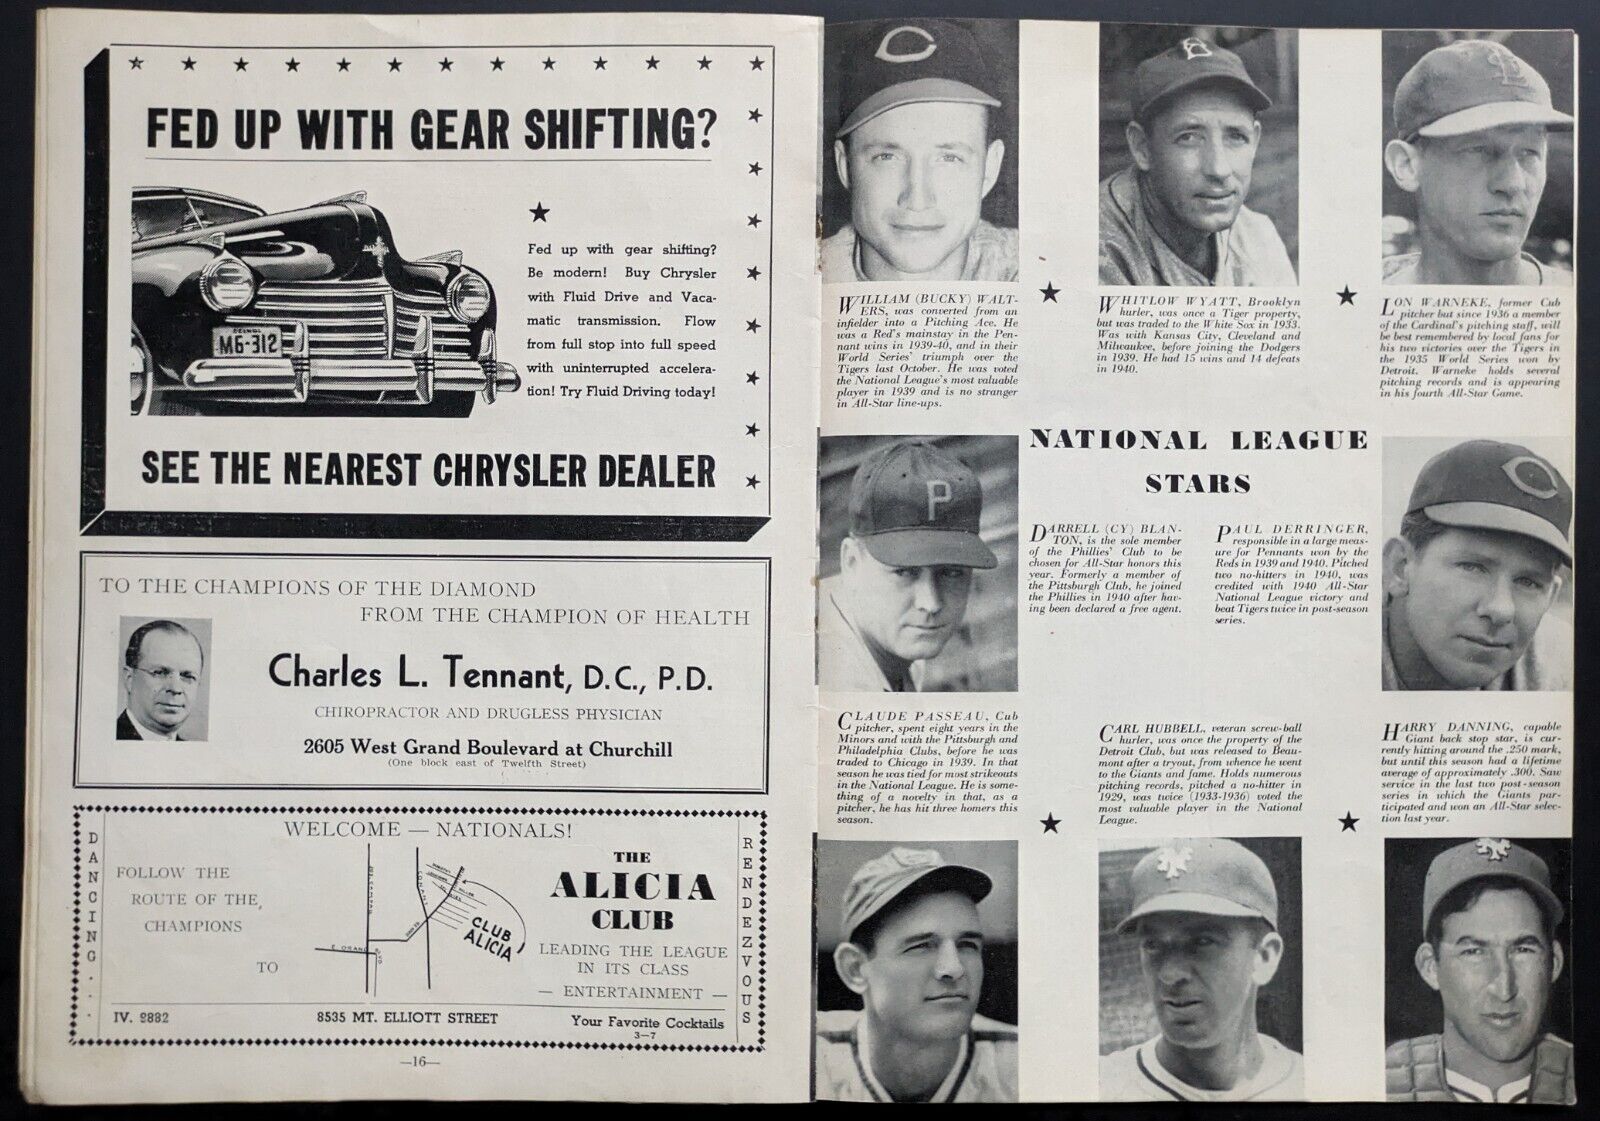 FED UP WITH GEAR SHIFTING?
Fed up with gear shifting?
Be modern! Buy Chrysler
with Fluid Drive and Vaca-
matic transmission. Flow
from full stop into full speed
with uninterrupted accelera-
tion! Try Fluid Driving today!
M6-312
SEE THE NEAREST CHRYSLER DEALER
TO THE CHAMPIONS OF THE DIAMOND
FROM THE CHAMPION OF HEALTH
Charles L. Tennant, D.C., P.D.
CHIROPRACTOR AND DRUGLESS PHYSICIAN
2605 West Grand Boulevard at Churchill
(One block east of Twelfth Street)
DANCING...
WELCOME — NATIONALS!
FOLLOW THE
ROUTE OF THE
CHAMPIONS
TO
CONANT
E. GRAND
BLVD
CLUB
ALICIA
THE
ALICIA
CLUB
LEADING THE LEAGUE
IN ITS CLASS
— ENTERTAINMENT —
IV. 9882
8535 MT. ELLIOTT STREET
Your Favorite Cocktails
3—7
RENDEZVOUS
—16—
C
B
STL
WILLIAM (BUCKY) WALT-
ERS, was converted from an
infielder into a Pitching Ace. He
was a Red's mainstay in the Pen-
nant wins in 1939-40, and in their
World Series' triumph over the
Tigers last October. He was voted
the National League's most valuable
player in 1939 and is no stranger
in All-Star line-ups.
WHITLOW WYATT, Brooklyn
hurler, was once a Tiger property,
but was traded to the White Sox in 1933.
Was with Kansas City, Cleveland and
Milwaukee, before joining the Dodgers
in 1939. He had 15 wins and 14 defeats
in 1940.
LON WARNEKE, former Cub
pitcher but since 1936 a member
of the Cardinal's pitching staff, will
be best remembered by local fans for
his two victories over the Tigers in
the 1935 World Series won by
Detroit. Warneke holds several
pitching records and is appearing
in his fourth All-Star Game.
NATIONAL LEAGUE
STARS
P
C
DARRELL (CY) BLAN-
TON, is the sole member
of the Phillies' Club to be
chosen for All-Star honors this
year. Formerly a member of
the Pittsburgh Club, he joined
the Phillies in 1940 after hav-
ing been declared a free agent.
PAUL DERRINGER,
responsible in a large meas-
ure for Pennants won by the
Reds in 1939 and 1940. Pitched
two no-hitters in 1940, was
credited with 1940 All-Star
National League victory and
beat Tigers twice in post-season
series.
CLAUDE PASSEAU, Cub
pitcher, spent eight years in the
Minors and with the Pittsburgh and
Philadelphia Clubs, before he was
traded to Chicago in 1939. In that
season he was tied for most strikeouts
in the National League. He is some-
thing of a novelty in that, as a
pitcher, he has hit three homers this
season.
CARL HUBBELL, veteran screw-ball
hurler, was once the property of the
Detroit Club, but was released to Beau-
mont after a tryout, from whence he went
to the Giants and fame. Holds numerous
pitching records, pitched a no-hitter in
1929, was twice (1933-1936) voted the
most valuable player in the National
League.
HARRY DANNING, capable
Giant back stop star, is cur-
rently hitting around the .250 mark,
but until this season had a lifetime
average of approximately .300. Saw
service in the last two post-season
series in which the Giants par-
ticipated and won an All-Star selec-
tion last year.